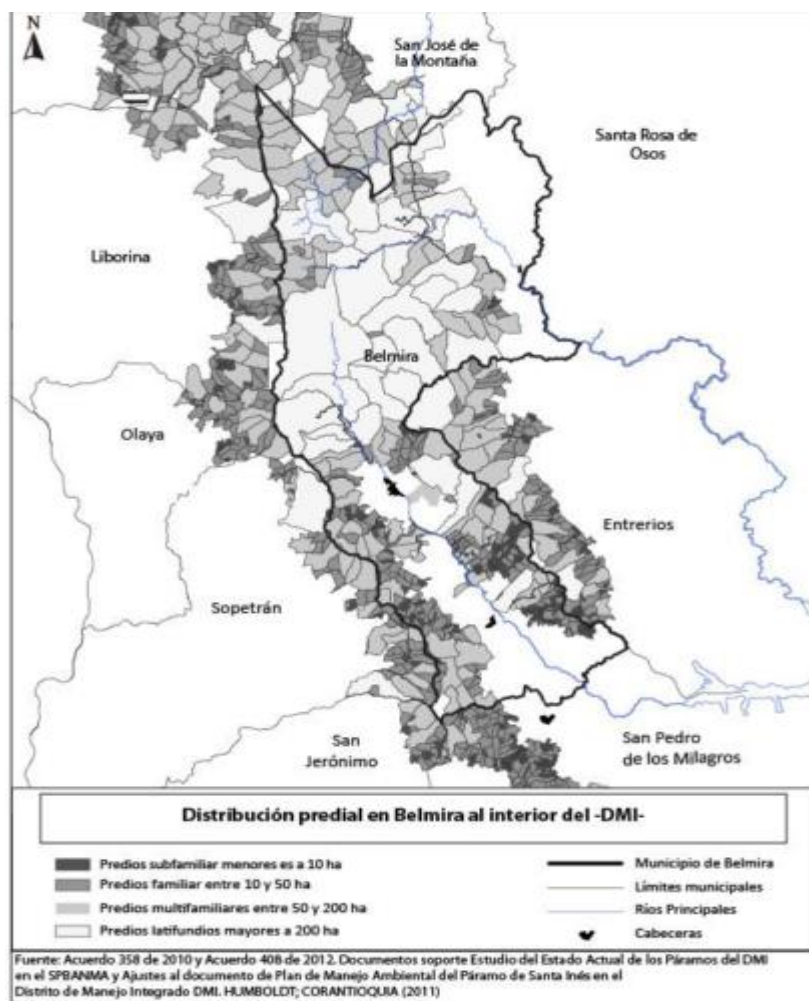 N
San José de
la Montaña
Santa Rosa de
Osos
Liborina
Belmira
Olaya
Entrerios
Sopetrán
San
Jerónimo
San Pedro
de los Milagros
Distribución predial en Belmira al interior del -DMI-
Predios subfamiliar menores es a 10 ha
Predios familiar entre 10 y 50 ha
Predios multifamiliares entre 50 y 200 ha
Predios latifundios mayores a 200 ha
Municipio de Belmira
Límites municipales
Ríos Principales
Cabeceras
Fuente: Acuerdo 358 de 2010 y Acuerdo 408 de 2012. Documentos soporte Estudio del Estado Actual de los Páramos del DMI
en el SPBANMA y Ajustes al documento de Plan de Manejo Ambiental del Páramo de Santa Inés en el
Distrito de Manejo Integrado DMI. HUMBOLDT; CORANTIOQUIA (2011)